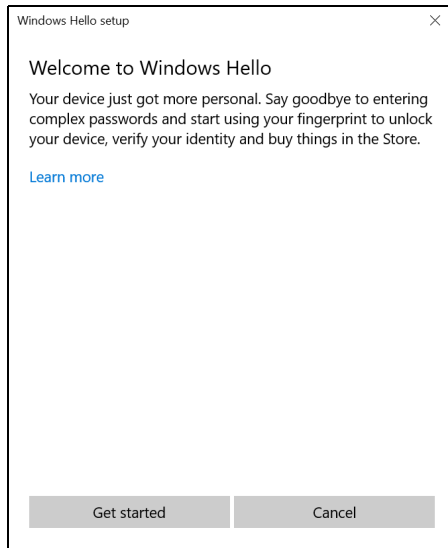 Windows Hello setup
Welcome to Windows Hello
Your device just got more personal. Say goodbye to entering
complex passwords and start using your fingerprint to unlock
your device, verify your identity and buy things in the Store.
Learn more
Get started
Cancel